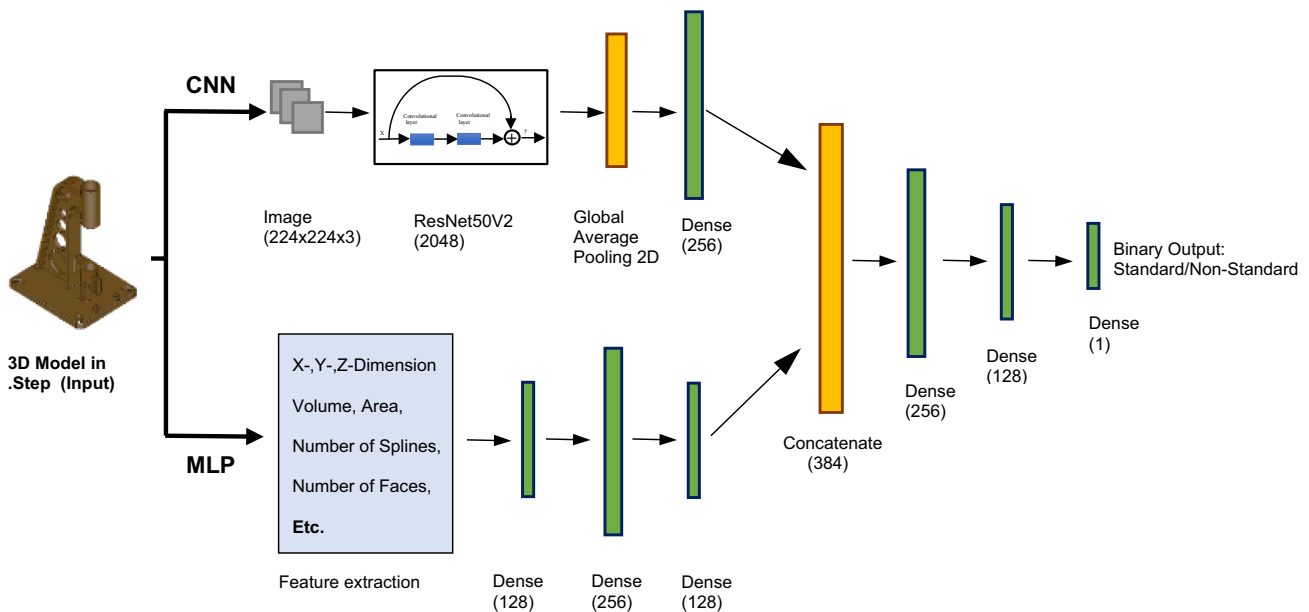 CNN
Convolutional
layer
Convolutional
layer
X
y
Image
(224x224x3)
ResNet50V2
(2048)
Global
Average
Pooling 2D
Dense
(256)
3D Model in
.Step (Input)
MLP
X-,Y-,Z-Dimension
Volume, Area,
Number of Splines,
Number of Faces,
Etc.
Feature extraction
Dense
(128)
Dense
(256)
Dense
(128)
Concatenate
(384)
Dense
(256)
Dense
(128)
Dense
(1)
Binary Output:
Standard/Non-Standard